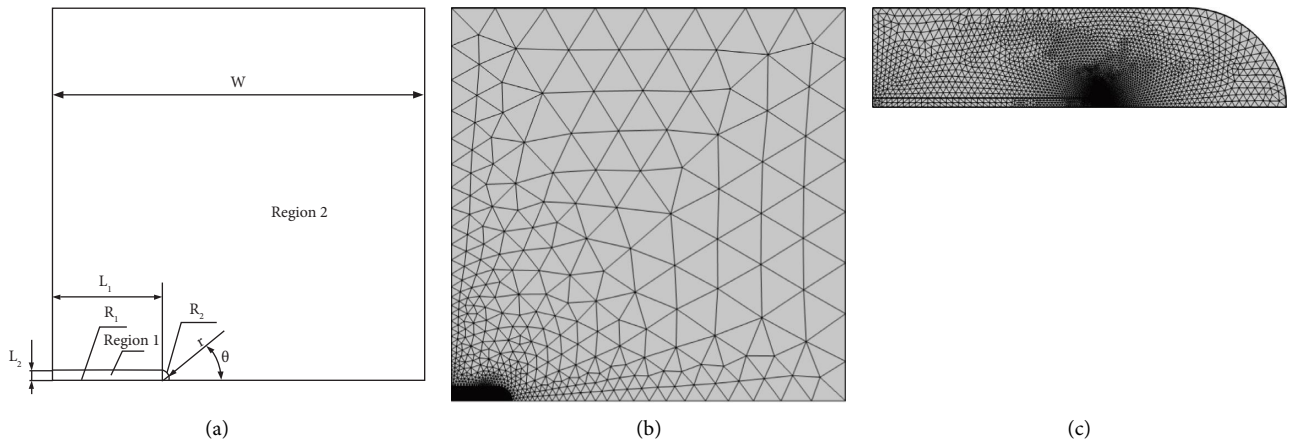 W
Region 2
L₁
R₁
R₂
Region 1
r
θ
L₂
(a)
(b)
(c)